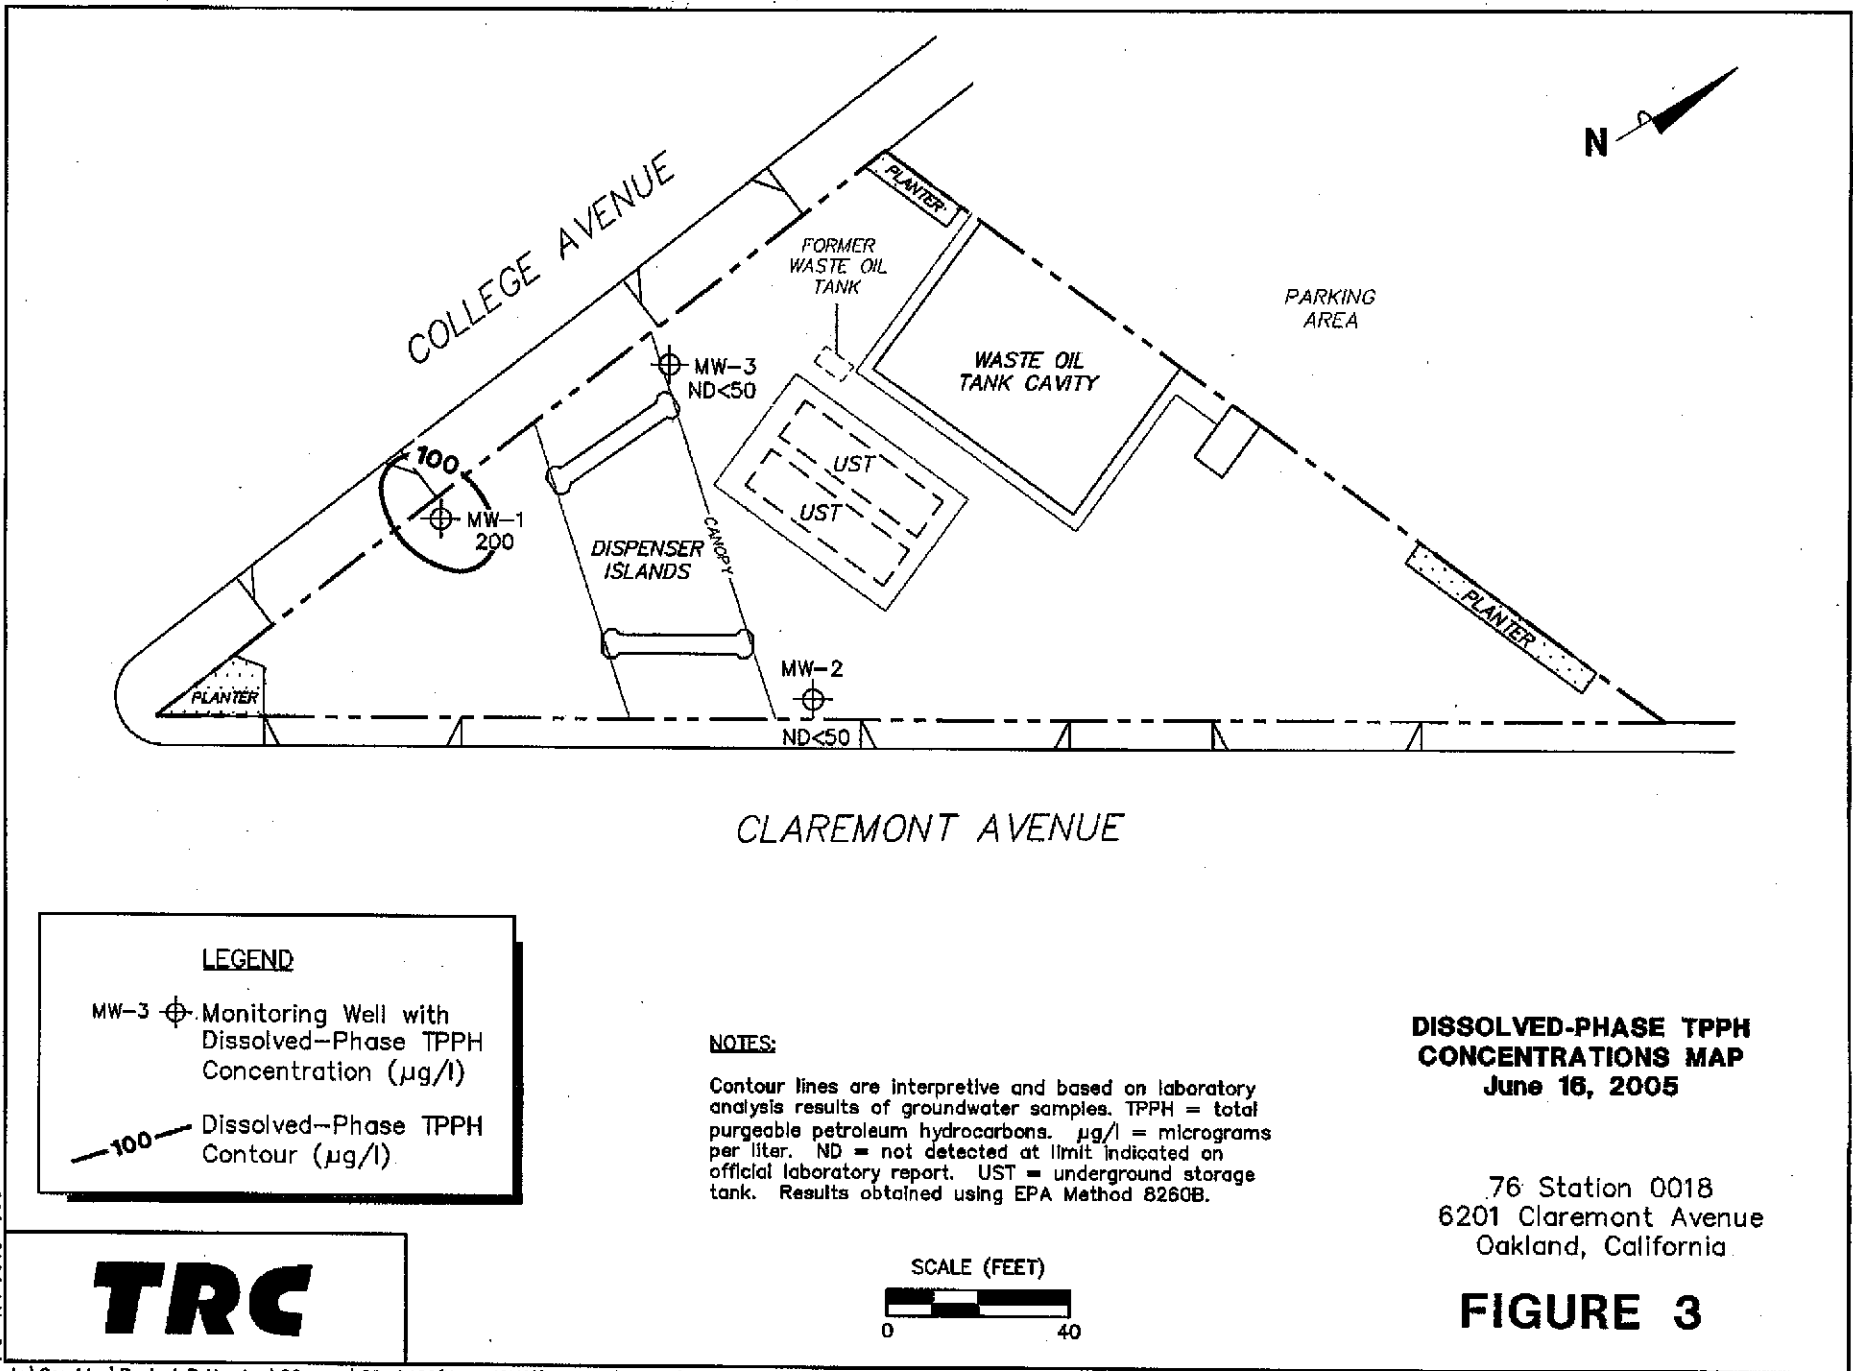 N
COLLEGE AVENUE
PLANTER
FORMER
WASTE OIL
TANK
PARKING
AREA
MW-3
ND<50
WASTE OIL
TANK CAVITY
100
UST
UST
MW-1
200
CANOPY
DISPENSER
ISLANDS
PLANTER
MW-2
PLANTER
ND<50
CLAREMONT AVENUE
LEGEND
MW-3 Monitoring Well with
Dissolved-Phase TPPH
Concentration (µg/l)
100 Dissolved-Phase TPPH
Contour (µg/l)
NOTES:
Contour lines are interpretive and based on laboratory
analysis results of groundwater samples. TPPH = total
purgeable petroleum hydrocarbons. µg/l = micrograms
per liter. ND = not detected at limit indicated on
official laboratory report. UST = underground storage
tank. Results obtained using EPA Method 8260B.
DISSOLVED-PHASE TPPH
CONCENTRATIONS MAP
June 16, 2005
76 Station 0018
6201 Claremont Avenue
Oakland, California
TRC
SCALE (FEET)
0 40
FIGURE 3